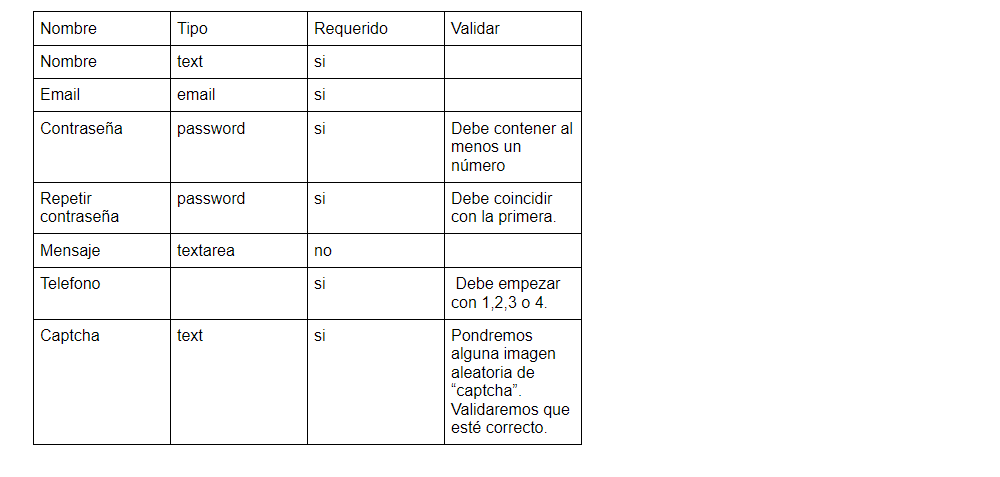 Nombre Tipo Requerido Validar
Nombre text si
Email email si
Contraseña password si Debe contener al
menos un
número
Repetir password si Debe coincidir
contraseña con la primera.
Mensaje textarea no
Telefono si Debe empezar
con 1,2,3 o 4.
Captcha text si Pondremos
alguna imagen
aleatoria de
“captcha”.
Validaremos que
esté correcto.